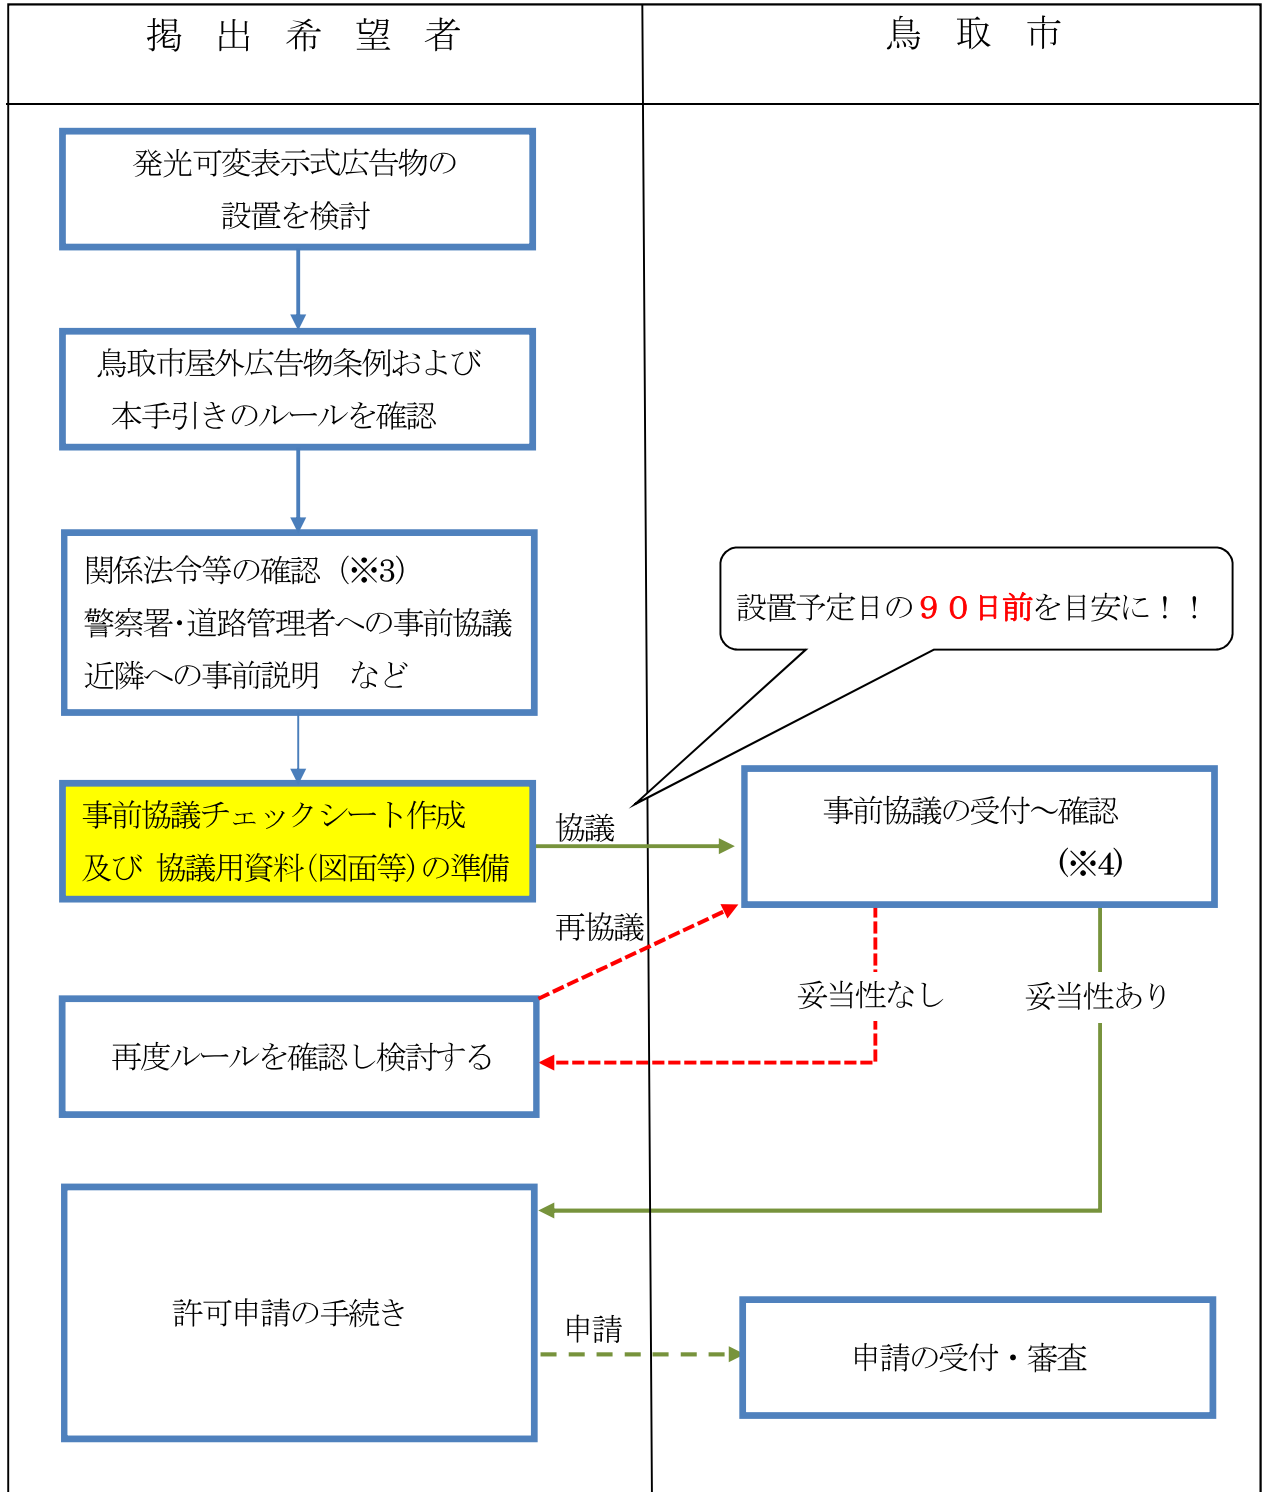 掲　出　希　望　者
鳥　取　市
発光可変表示式広告物の
設置を検討
鳥取市屋外広告物条例および
本手引きのルールを確認
関係法令等の確認（※3）
警察署・道路管理者への事前協議
近隣への事前説明　など
設置予定日の９０日前を目安に！！
事前協議チェックシート作成
及び 協議用資料（図面等）の準備
協議
事前協議の受付～確認
（※4）
再協議
妥当性なし
妥当性あり
再度ルールを確認し検討する
許可申請の手続き
申請
申請の受付・審査